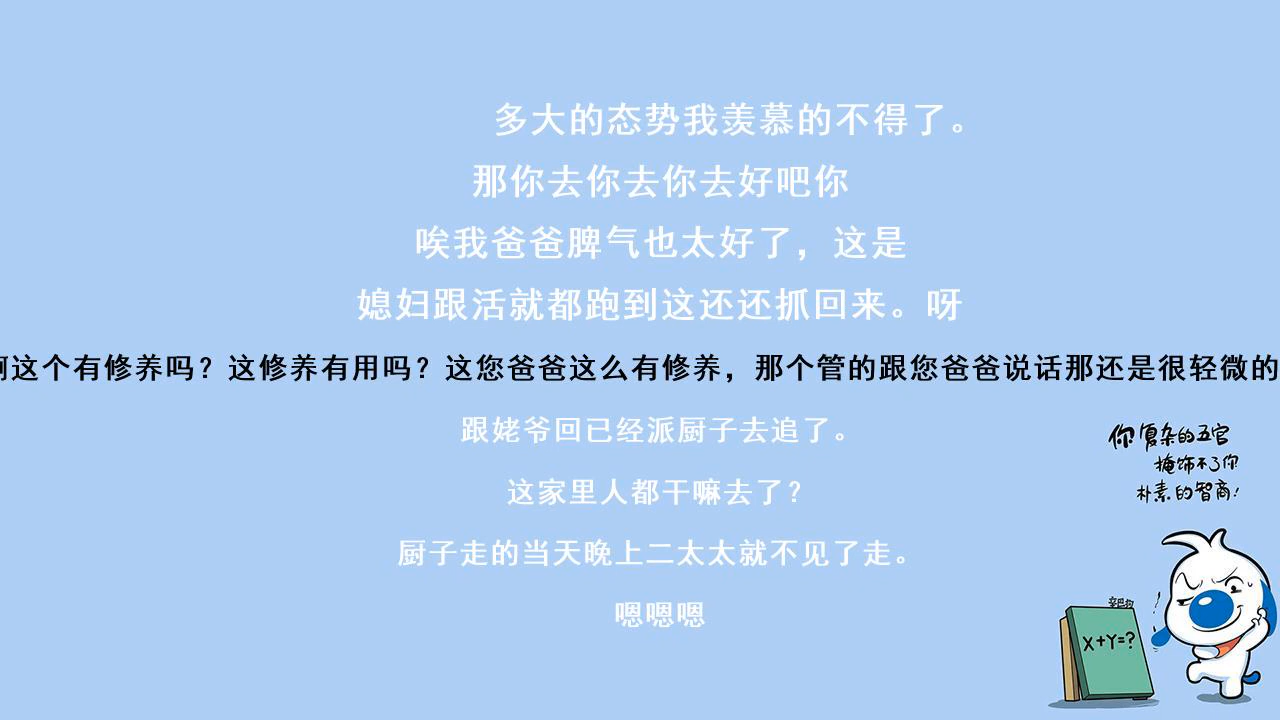 多大的态势我羡慕的不得了。
那你去你去你去好吧你
唉我爸爸脾气也太好了，这是
媳妇跟活就都跑到这还还抓回来。呀
啊这个有修养吗？这修养有用吗？这您爸爸这么有修养，那个管的跟您爸爸说话那还是很轻微的
跟姥爷回已经派厨子去追了。
这家里人都干嘛去了？
厨子走的当天晚上二太太就不见了走。
嗯嗯嗯
你复杂的五官
掩饰不了你
朴素的智商！
X+Y=?